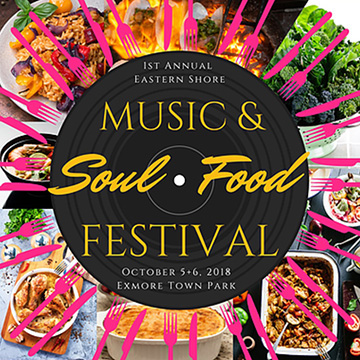 1st Annual
Eastern Shore
Music &
Soul • Food
Festival
October 5+6, 2018
Exmore Town Park